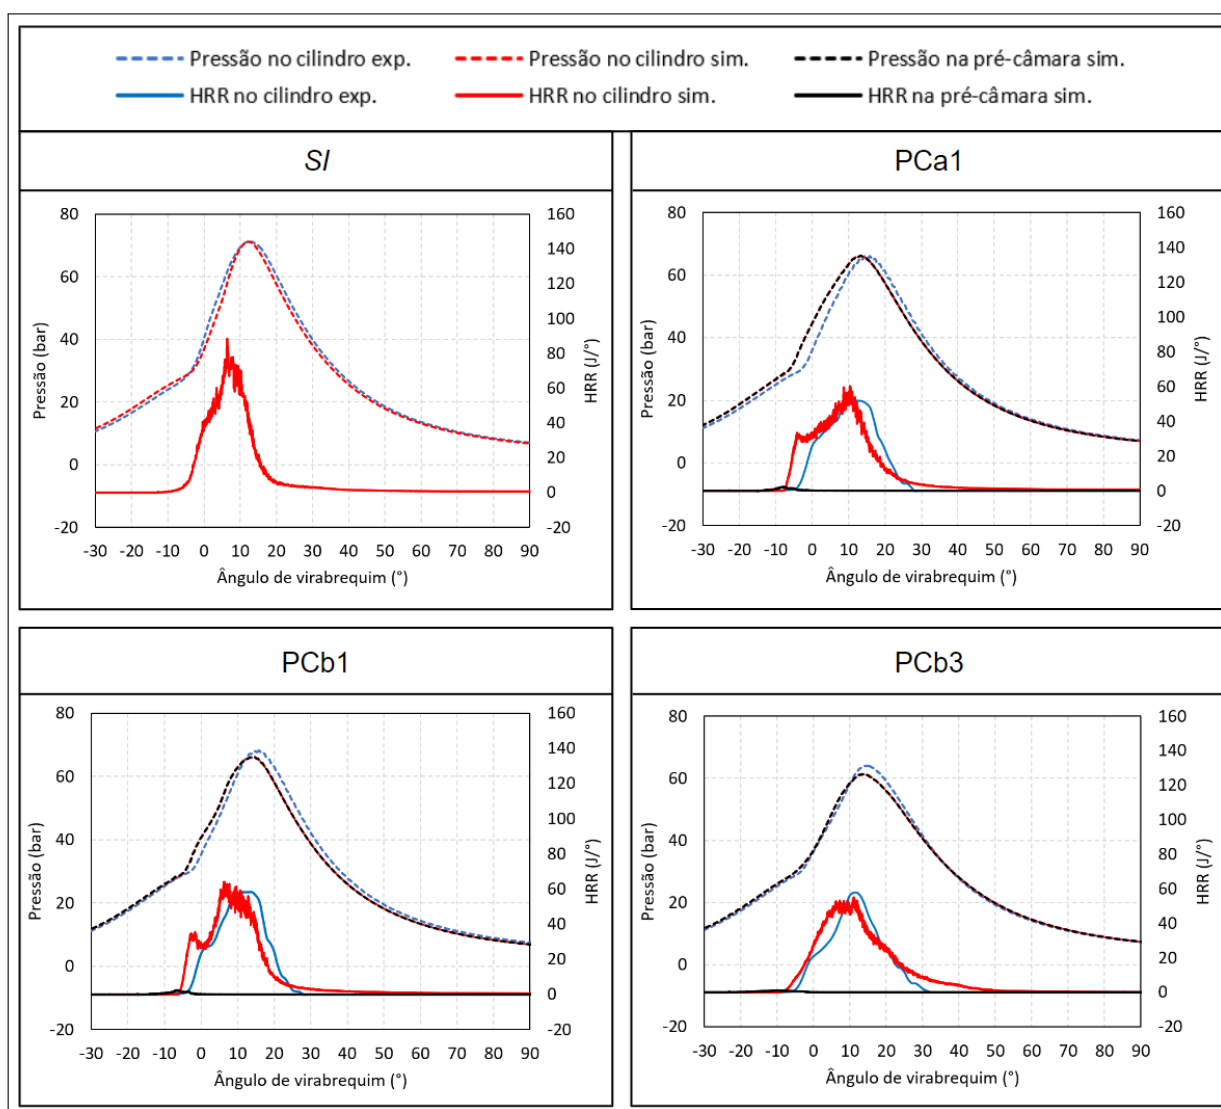 Pressão no cilindro exp. Pressão no cilindro sim. Pressão na pré-câmara sim.
HRR no cilindro exp. HRR no cilindro sim. HRR na pré-câmara sim.
SI PCa1
80 160 80 160
140 140
60 120 60 120
100 100
40 80 40 80
60 60
20 40 20 40
20 20
0 0 0 0
-20 -20 -20 -20
Pressão (bar) HRR (J/°) Pressão (bar) HRR (J/°)
-30 -20 -10 0 10 20 30 40 50 60 70 80 90 -30 -20 -10 0 10 20 30 40 50 60 70 80 90
Ângulo de virabrequim (°) Ângulo de virabrequim (°)
PCb1 PCb3
80 160 80 160
140 140
60 120 60 120
100 100
40 80 40 80
60 60
20 40 20 40
20 20
0 0 0 0
-20 -20 -20 -20
Pressão (bar) HRR (J/°) Pressão (bar) HRR (J/°)
-30 -20 -10 0 10 20 30 40 50 60 70 80 90 -30 -20 -10 0 10 20 30 40 50 60 70 80 90
Ângulo de virabrequim (°) Ângulo de virabrequim (°)